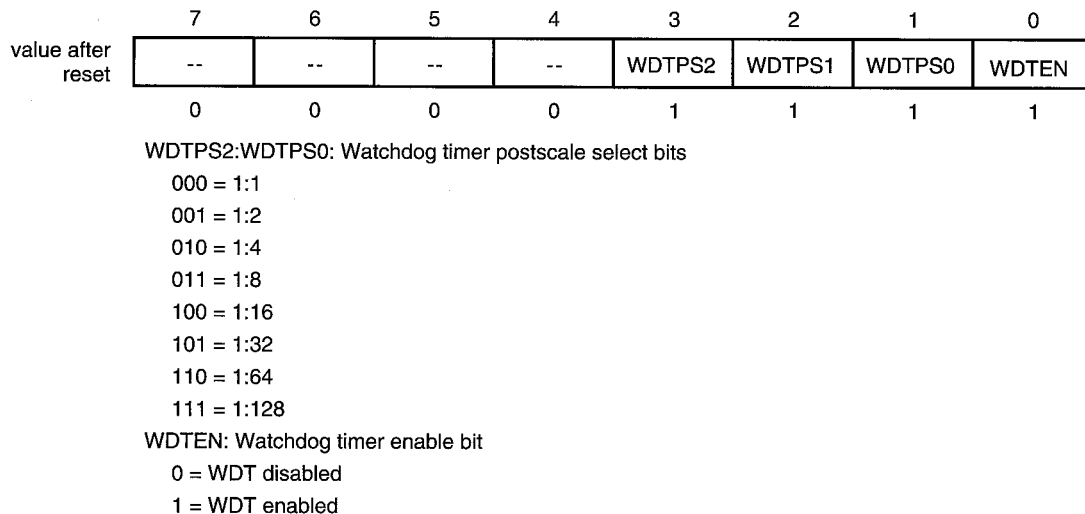 7 6 5 4 3 2 1 0
value after
reset
-- -- -- -- WDTPS2 WDTPS1 WDTPS0 WDTEN
0 0 0 0 1 1 1 1
WDTPS2:WDTPS0: Watchdog timer postscale select bits
000 = 1:1
001 = 1:2
010 = 1:4
011 = 1:8
100 = 1:16
101 = 1:32
110 = 1:64
111 = 1:128
WDTEN: Watchdog timer enable bit
0 = WDT disabled
1 = WDT enabled